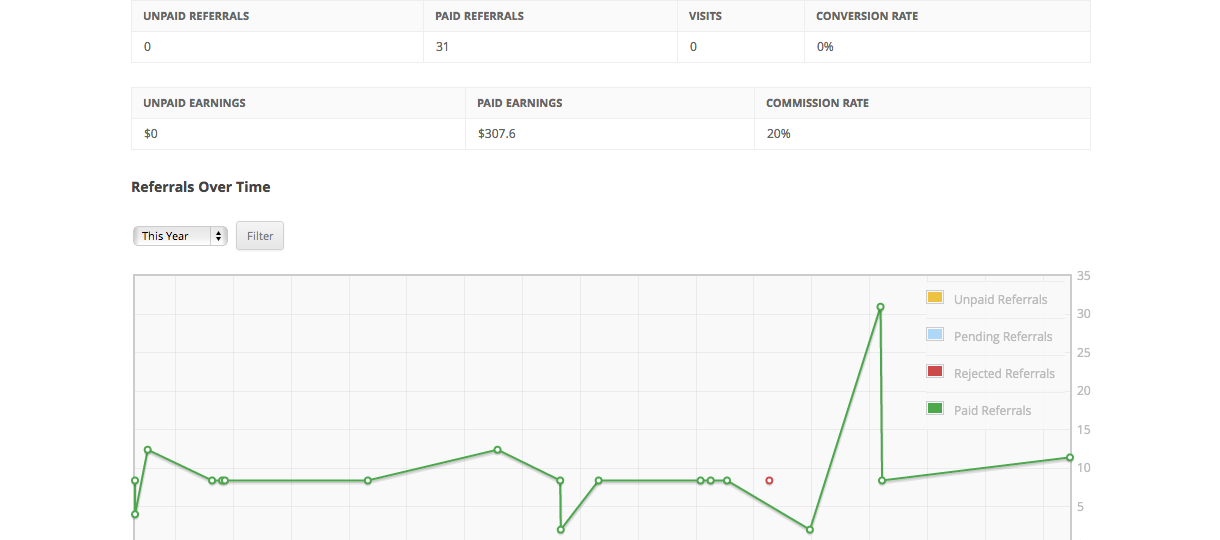 UNPAID REFERRALS PAID REFERRALS VISITS CONVERSION RATE
0 31 0 0%
UNPAID EARNINGS PAID EARNINGS COMMISSION RATE
$0 $307.6 20%
Referrals Over Time
This Year Filter
35
Unpaid Referrals
30
Pending Referrals
25
Rejected Referrals
20
Paid Referrals
15
10
5